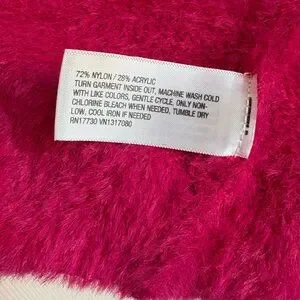 72% NYLON / 28% ACRYLIC
TURN GARMENT INSIDE OUT, MACHINE WASH COLD
WITH LIKE COLORS, GENTLE CYCLE, ONLY NON-
CHLORINE BLEACH WHEN NEEDED, TUMBLE DRY
LOW, COOL IRON IF NEEDED
RN17730 VN1317080